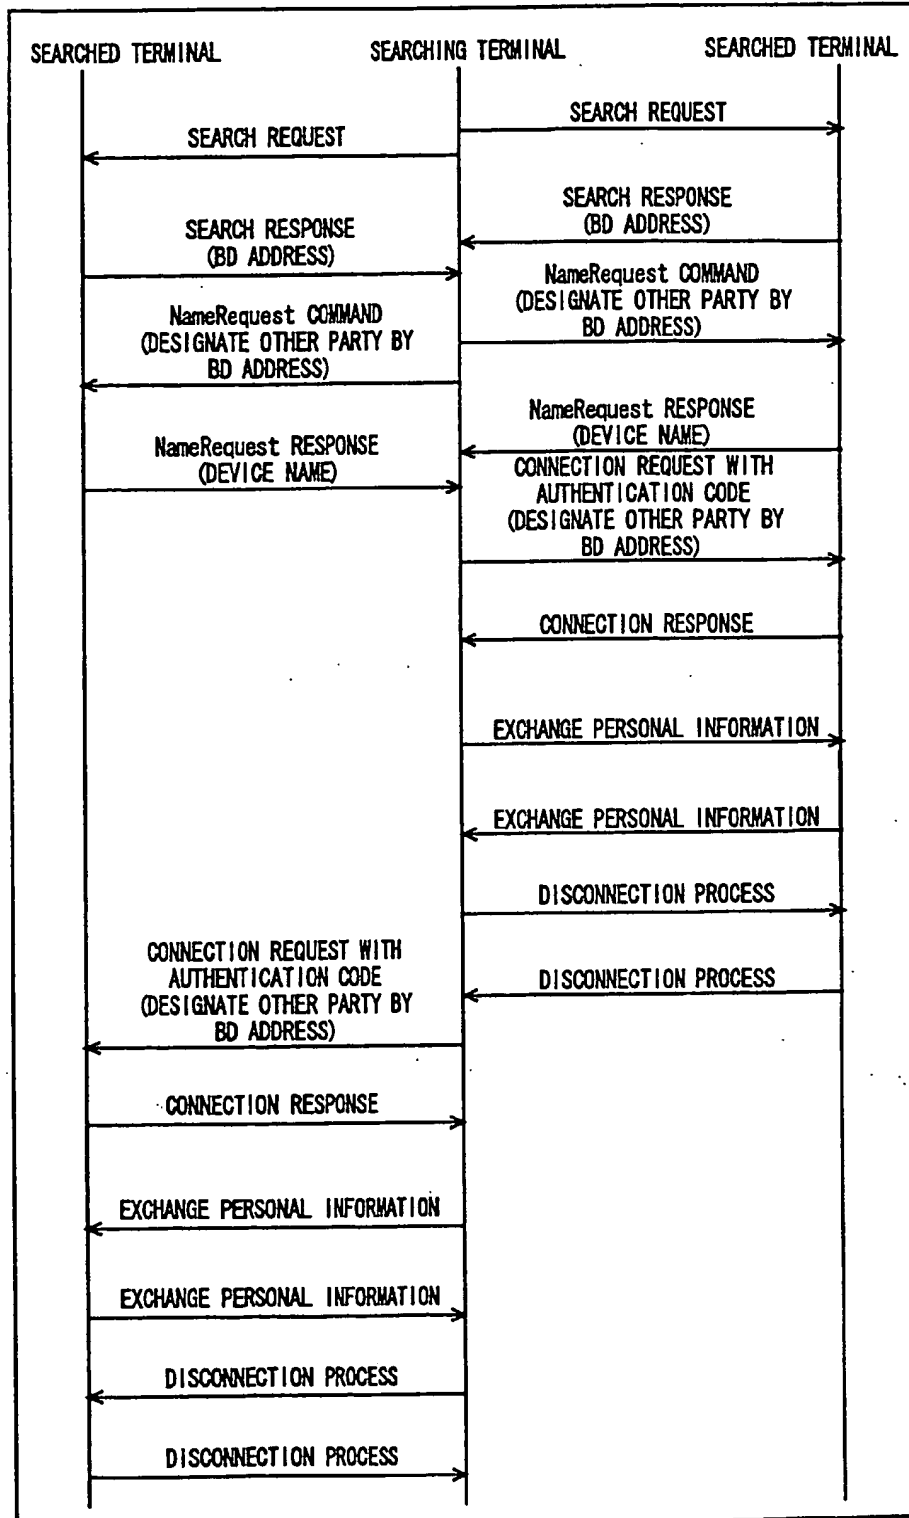 SEARCHED TERMINAL
SEARCHING TERMINAL
SEARCHED TERMINAL
SEARCH REQUEST
SEARCH REQUEST
SEARCH RESPONSE
(BD ADDRESS)
SEARCH RESPONSE
(BD ADDRESS)
NameRequest COMMAND
(DESIGNATE OTHER PARTY BY
BD ADDRESS)
NameRequest COMMAND
(DESIGNATE OTHER PARTY BY
BD ADDRESS)
NameRequest RESPONSE
(DEVICE NAME)
NameRequest RESPONSE
(DEVICE NAME)
CONNECTION REQUEST WITH
AUTHENTICATION CODE
(DESIGNATE OTHER PARTY BY
BD ADDRESS)
CONNECTION RESPONSE
EXCHANGE PERSONAL INFORMATION
EXCHANGE PERSONAL INFORMATION
DISCONNECTION PROCESS
DISCONNECTION PROCESS
CONNECTION REQUEST WITH
AUTHENTICATION CODE
(DESIGNATE OTHER PARTY BY
BD ADDRESS)
CONNECTION RESPONSE
EXCHANGE PERSONAL INFORMATION
EXCHANGE PERSONAL INFORMATION
DISCONNECTION PROCESS
DISCONNECTION PROCESS